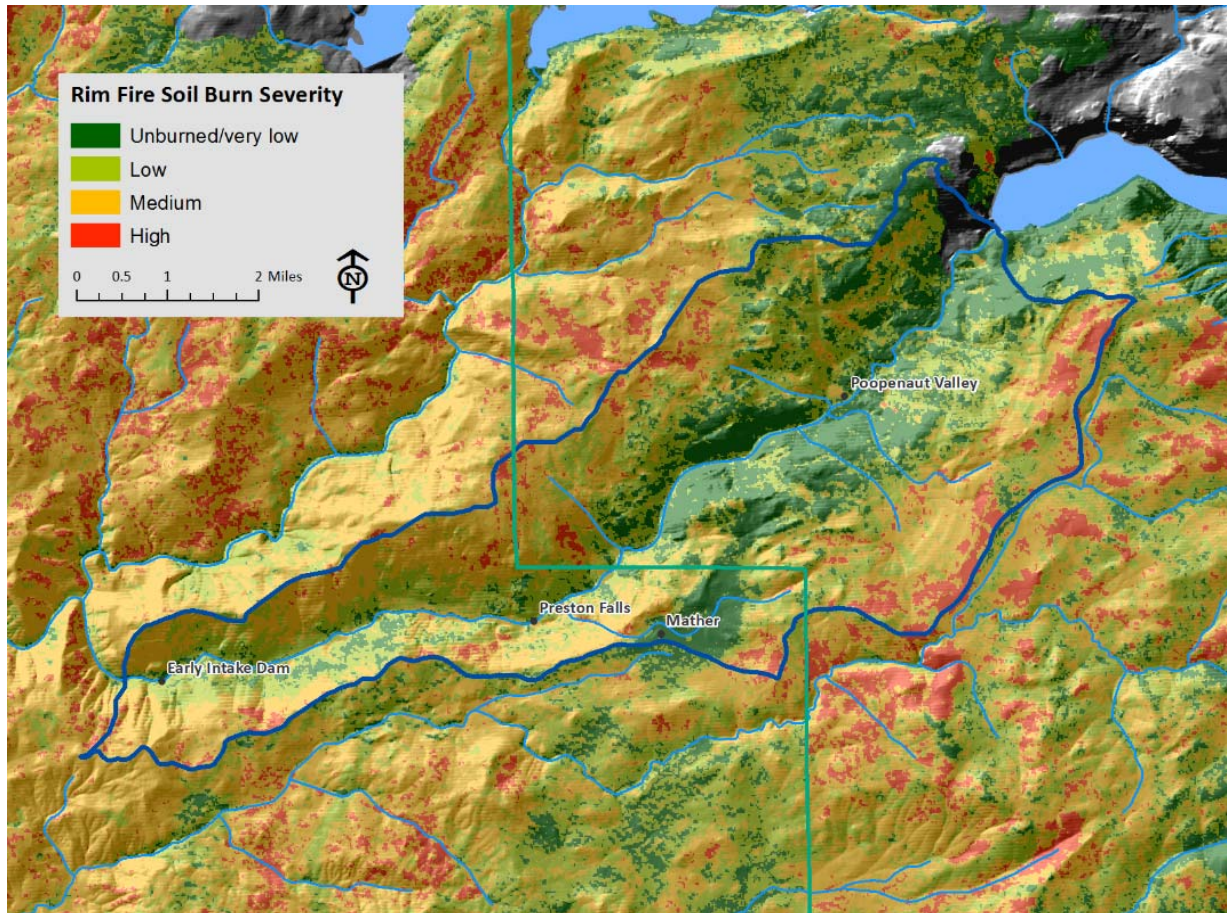 Rim Fire Soil Burn Severity
Unburned/very low
Low
Medium
High
0 0.5 1 2 Miles
N
Poopenaut Valley
Preston Falls
Mather
Early Intake Dam